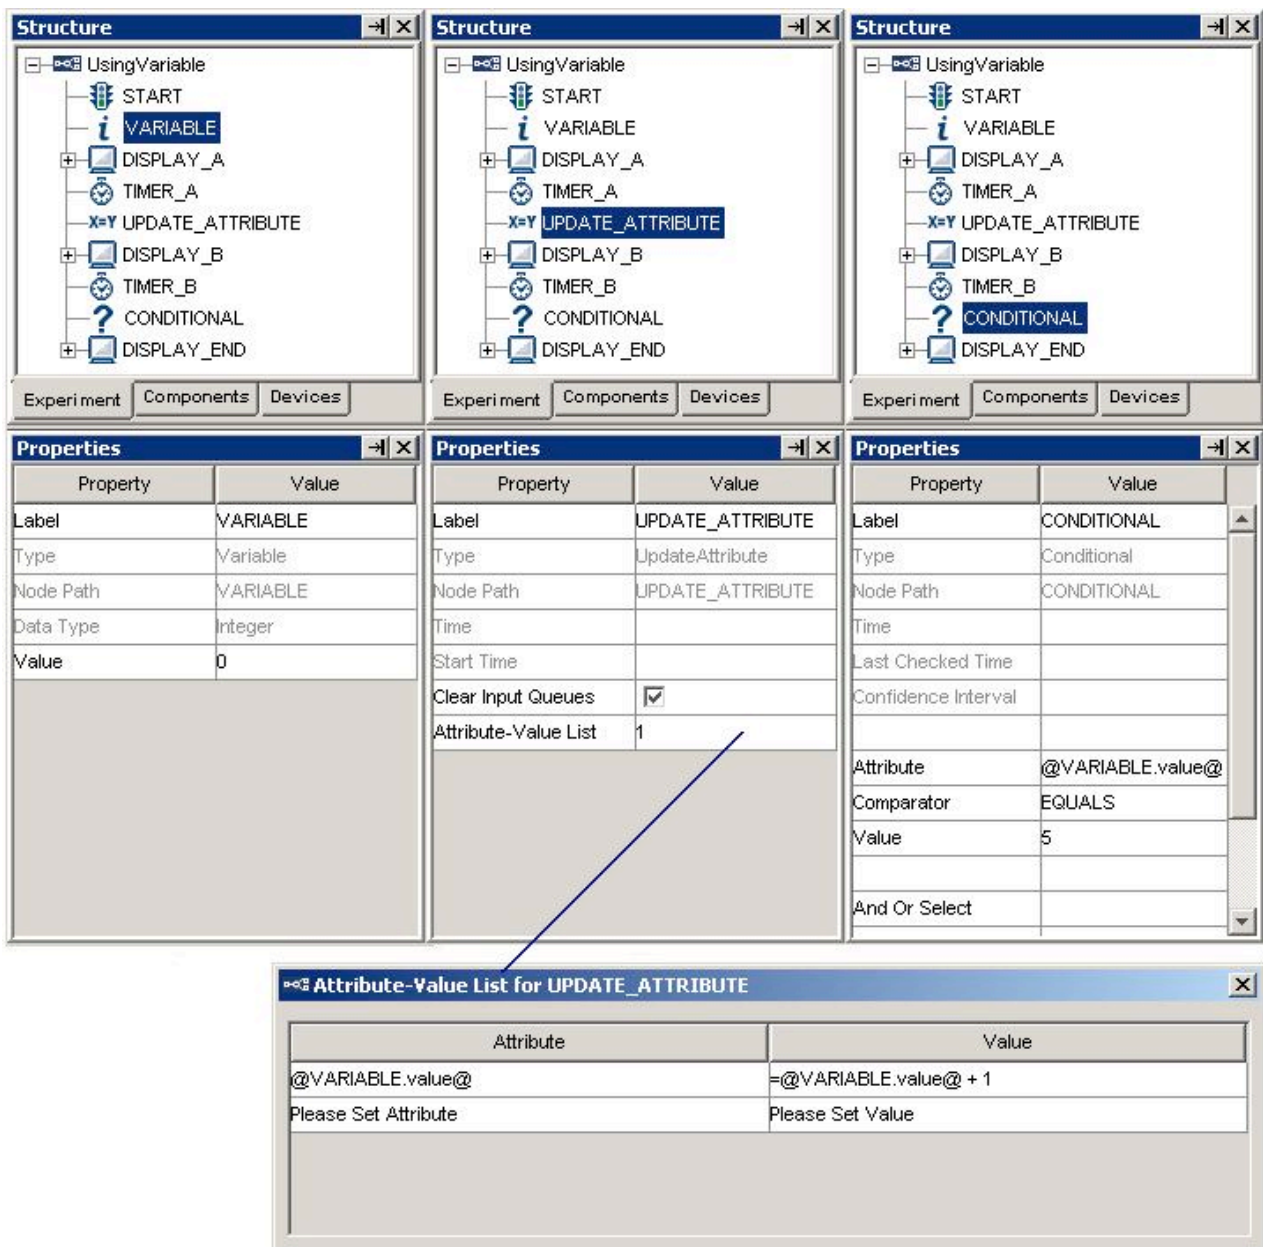 Structure
UsingVariable
START
i VARIABLE
DISPLAY_A
TIMER_A
X=Y UPDATE_ATTRIBUTE
DISPLAY_B
TIMER_B
? CONDITIONAL
DISPLAY_END
Experiment Components Devices
Structure
UsingVariable
START
i VARIABLE
DISPLAY_A
TIMER_A
X=Y UPDATE_ATTRIBUTE
DISPLAY_B
TIMER_B
? CONDITIONAL
DISPLAY_END
Experiment Components Devices
Structure
UsingVariable
START
i VARIABLE
DISPLAY_A
TIMER_A
X=Y UPDATE_ATTRIBUTE
DISPLAY_B
TIMER_B
? CONDITIONAL
DISPLAY_END
Experiment Components Devices
Properties
Property Value
Label VARIABLE
Type Variable
Node Path VARIABLE
Data Type Integer
Value 0
Properties
Property Value
Label UPDATE_ATTRIBUTE
Type UpdateAttribute
Node Path UPDATE_ATTRIBUTE
Time
Start Time
Clear Input Queues
Attribute-Value List 1
Properties
Property Value
Label CONDITIONAL
Type Conditional
Node Path CONDITIONAL
Time
Last Checked Time
Confidence Interval
Attribute @VARIABLE.value@
Comparator EQUALS
Value 5
And Or Select
Attribute-Value List for UPDATE_ATTRIBUTE
Attribute Value
@VARIABLE.value@ =@VARIABLE.value@ + 1
Please Set Attribute Please Set Value